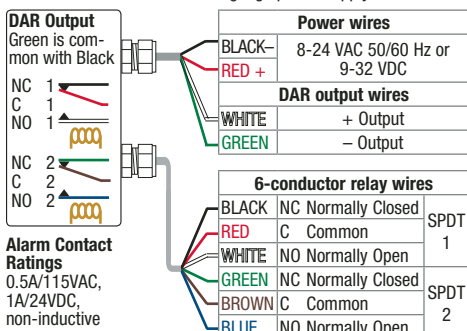 DAR Output
Green is com-
mon with Black
NC 1
C 1
NO 1
NC 2
C 2
NO 2
Alarm Contact
Ratings
0.5A/115VAC,
1A/24VDC,
non-inductive
Power wires
BLACK– 8-24 VAC 50/60 Hz or
RED + 9-32 VDC
DAR output wires
WHITE + Output
GREEN – Output
6-conductor relay wires
BLACK NC Normally Closed
RED C Common
WHITE NO Normally Open
SPDT
1
GREEN NC Normally Closed
BROWN C Common
BLUE NO Normally Open
SPDT
2